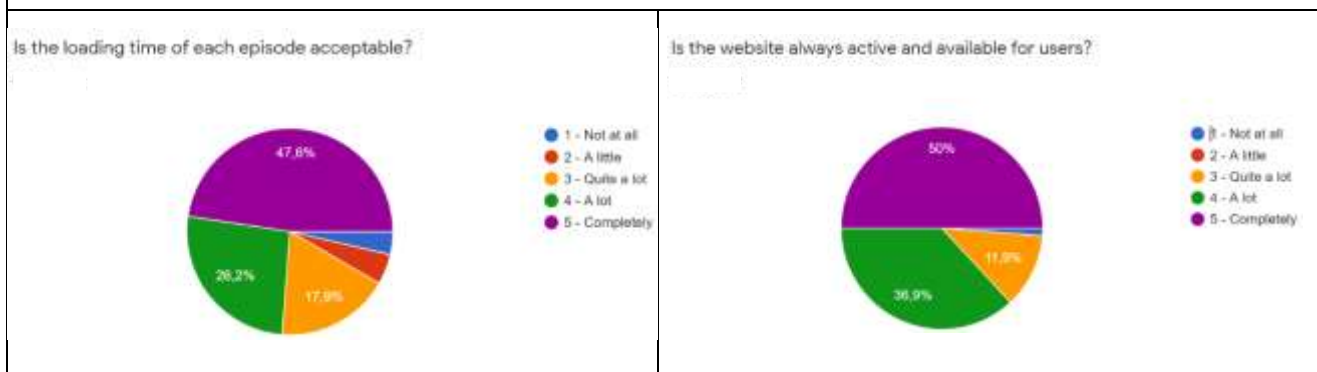 Is the loading time of each episode acceptable?
47,6%
26,2%
17,9%
1 - Not at all
2 - A little
3 - Quite a lot
4 - A lot
5 - Completely
Is the website always active and available for users?
50%
11,9%
36,9%
1 - Not at all
2 - A little
3 - Quite a lot
4 - A lot
5 - Completely